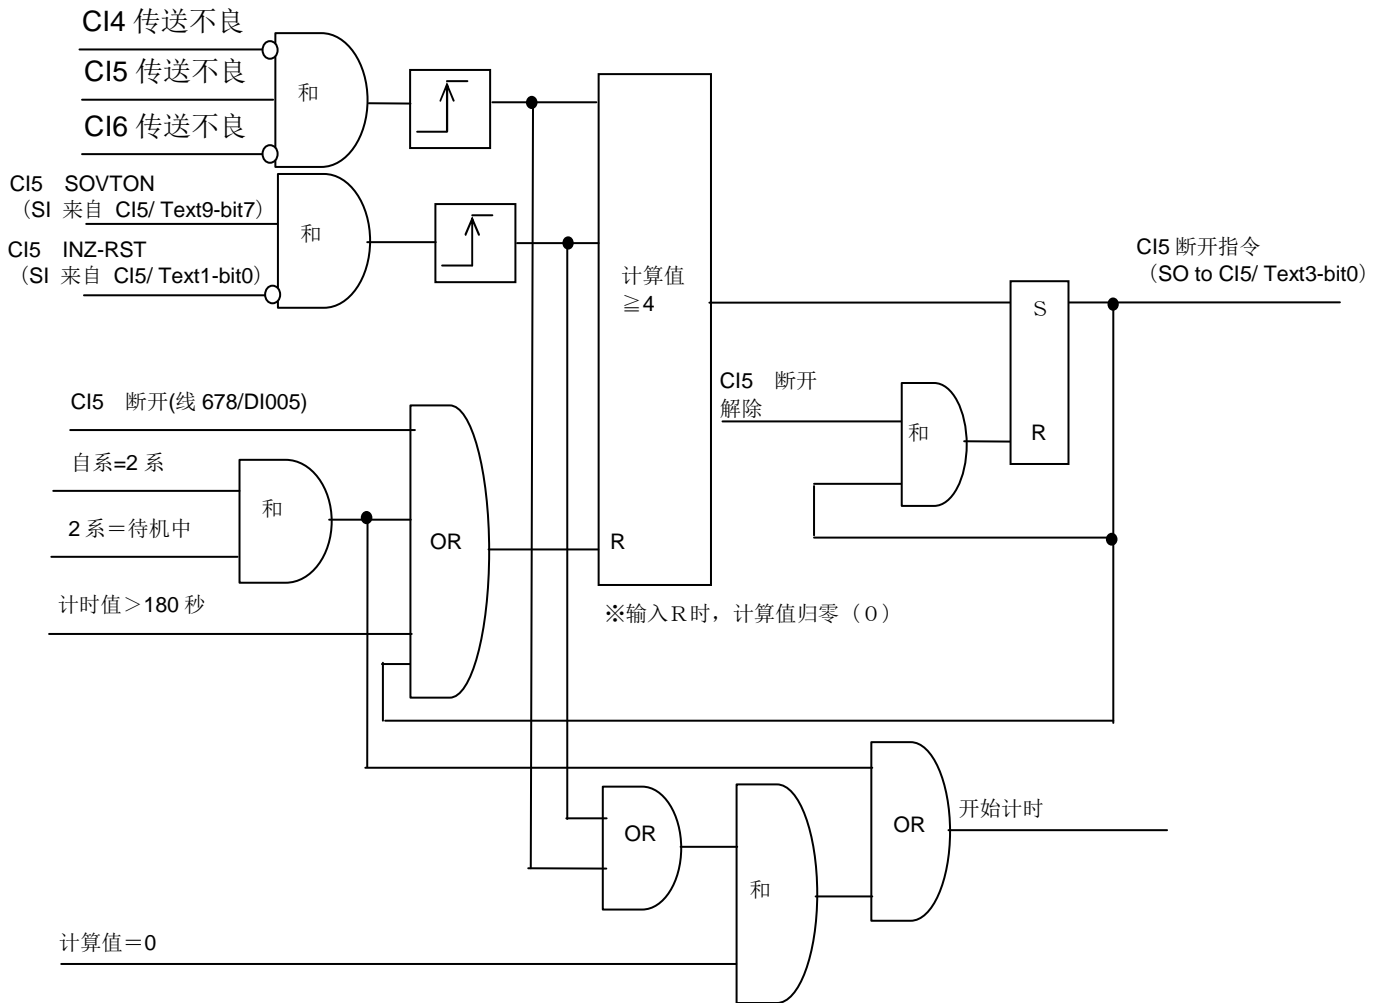 CI4 传送不良
CI5 传送不良
CI6 传送不良
和
CI5 SOVTON
（SI 来自 CI5/ Text9-bit7）
CI5 INZ-RST
（SI 来自 CI5/ Text1-bit0）
和
计算值
≧4
R
CI5 断开指令
（SO to CI5/ Text3-bit0）
S
R
CI5 断开
解除
和
CI5 断开(线 678/DI005)
自系=2 系
2 系＝待机中
和
OR
计时值＞180 秒
※输入Ｒ时，计算值归零（０）
OR
和
OR
开始计时
计算值＝0